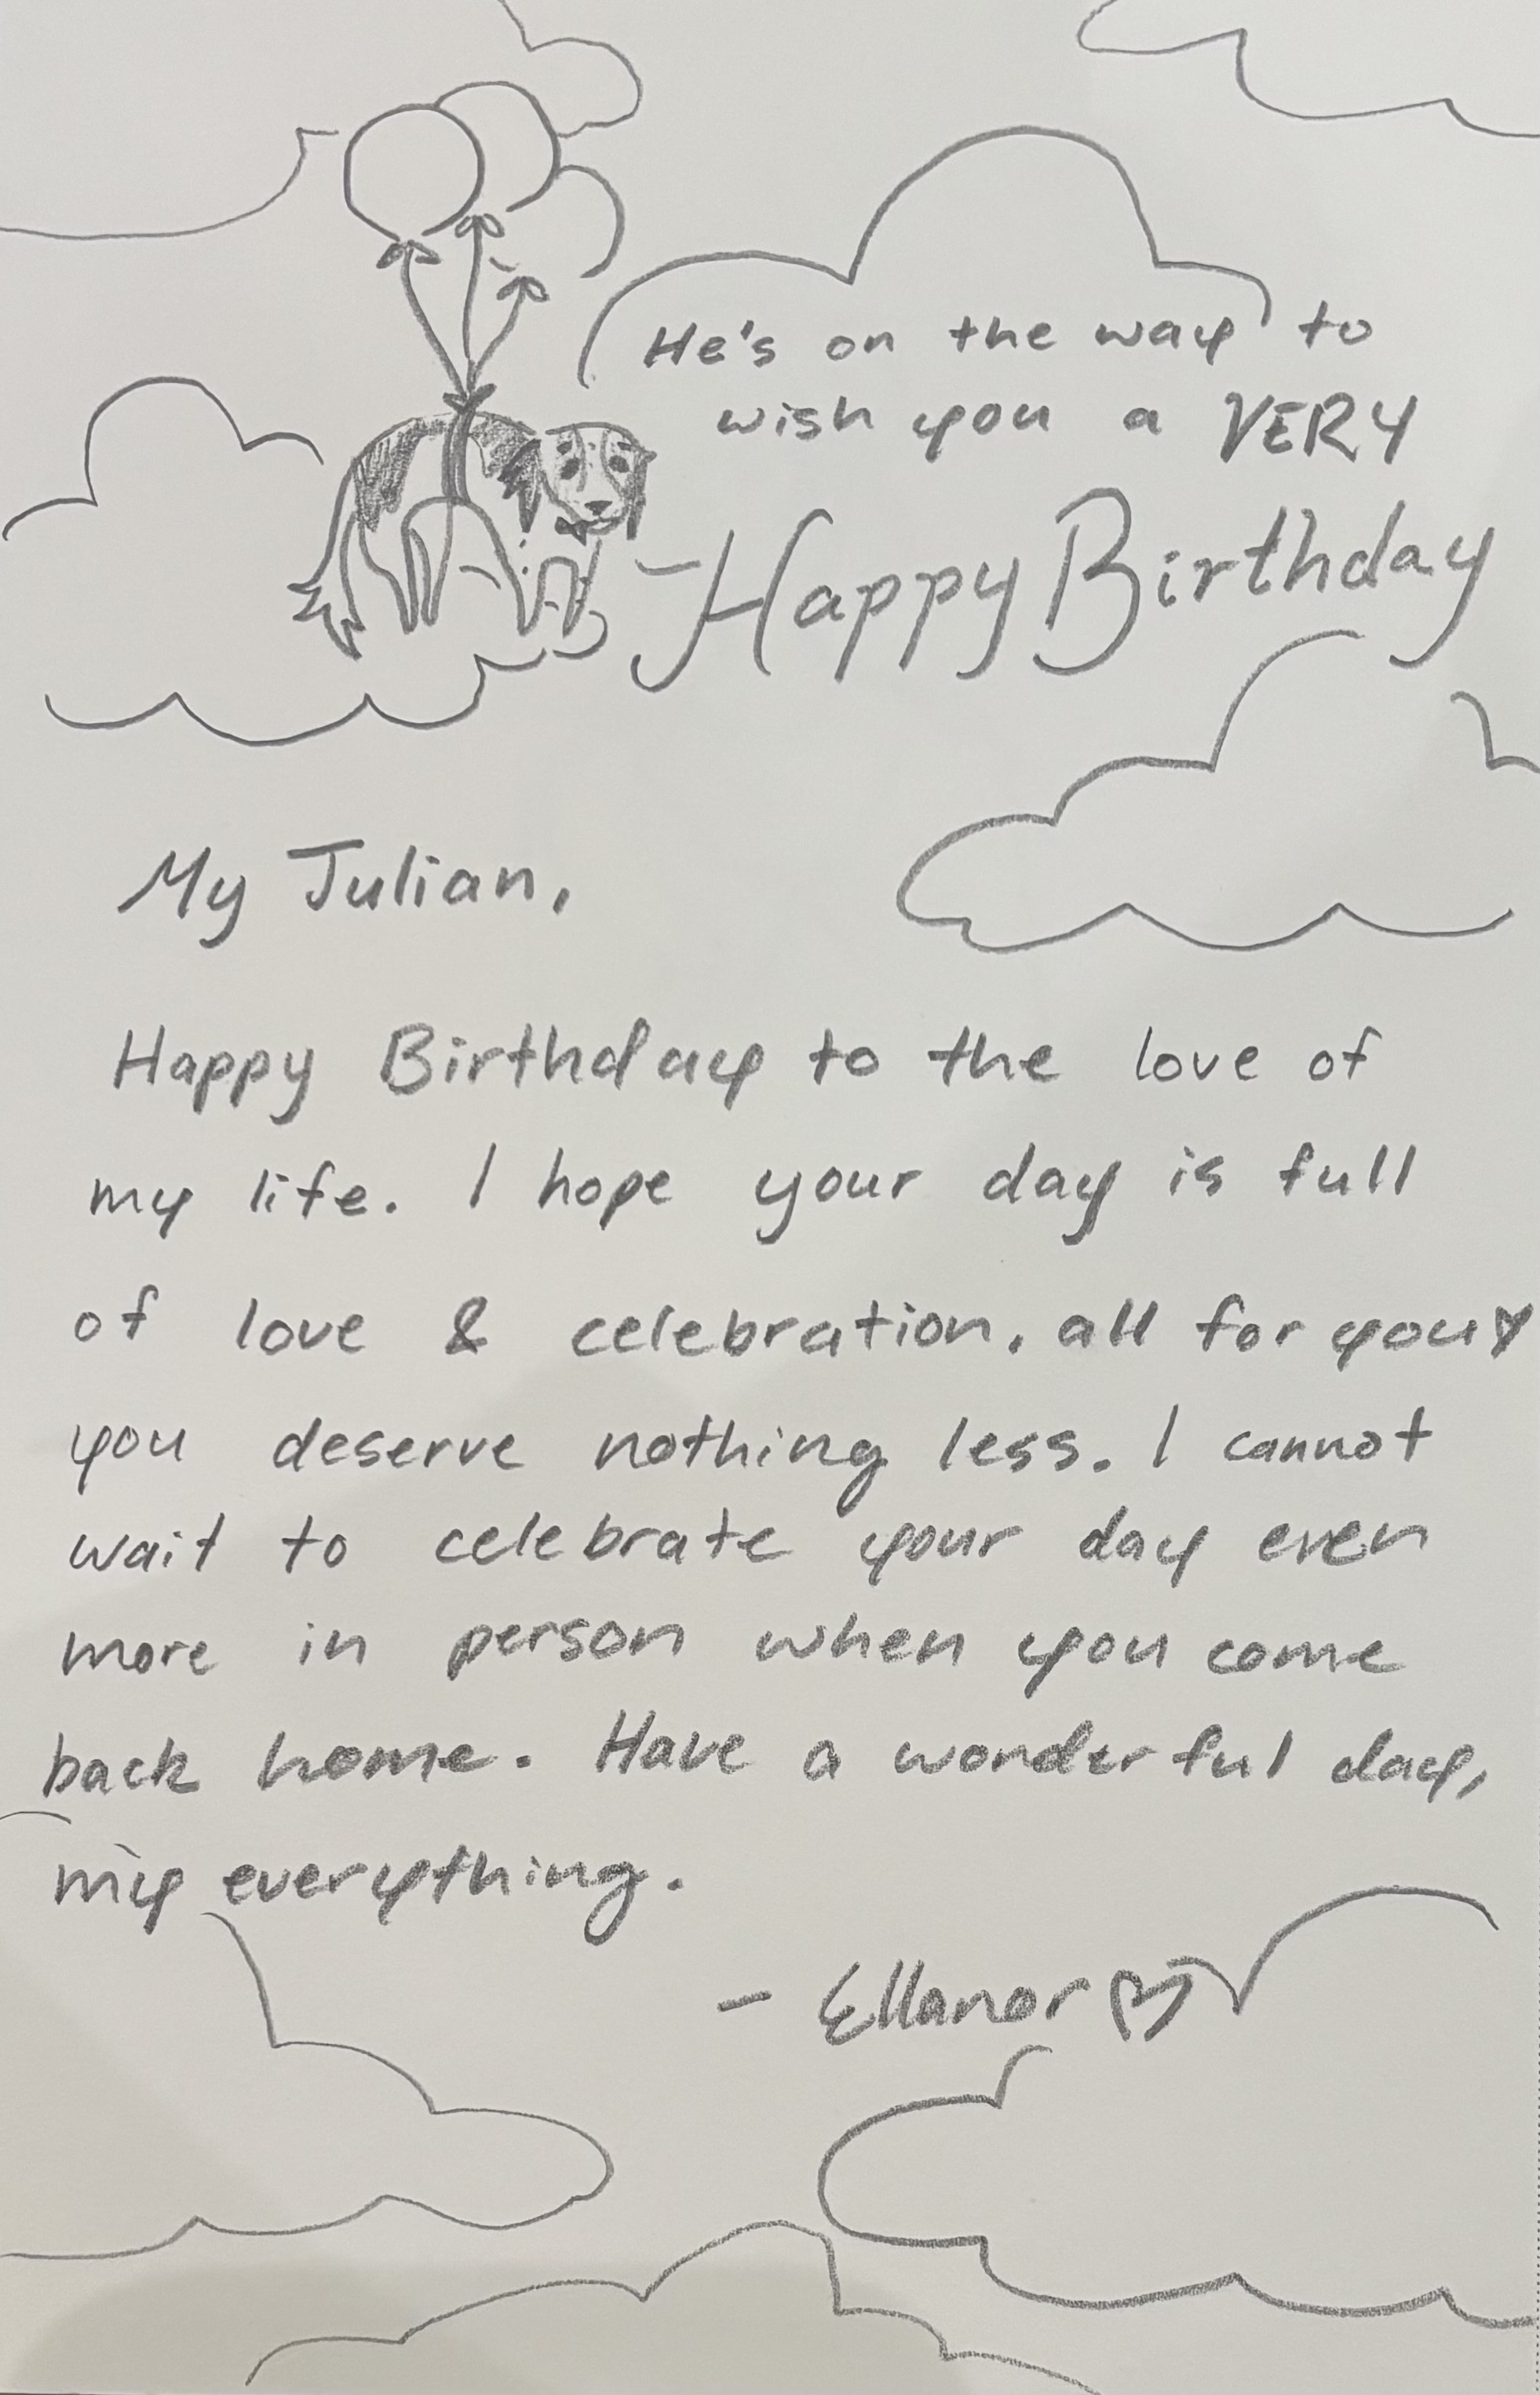 He's on the way to
wish you a VERY
Happy Birthday
My Julian,
Happy Birthday to the love of
my life. I hope your day is full
of love & celebration, all for you♡
you deserve nothing less. I cannot
wait to celebrate your day even
more in person when you come
back home. Have a wonderful day,
my everything.
- Ellanor ♡